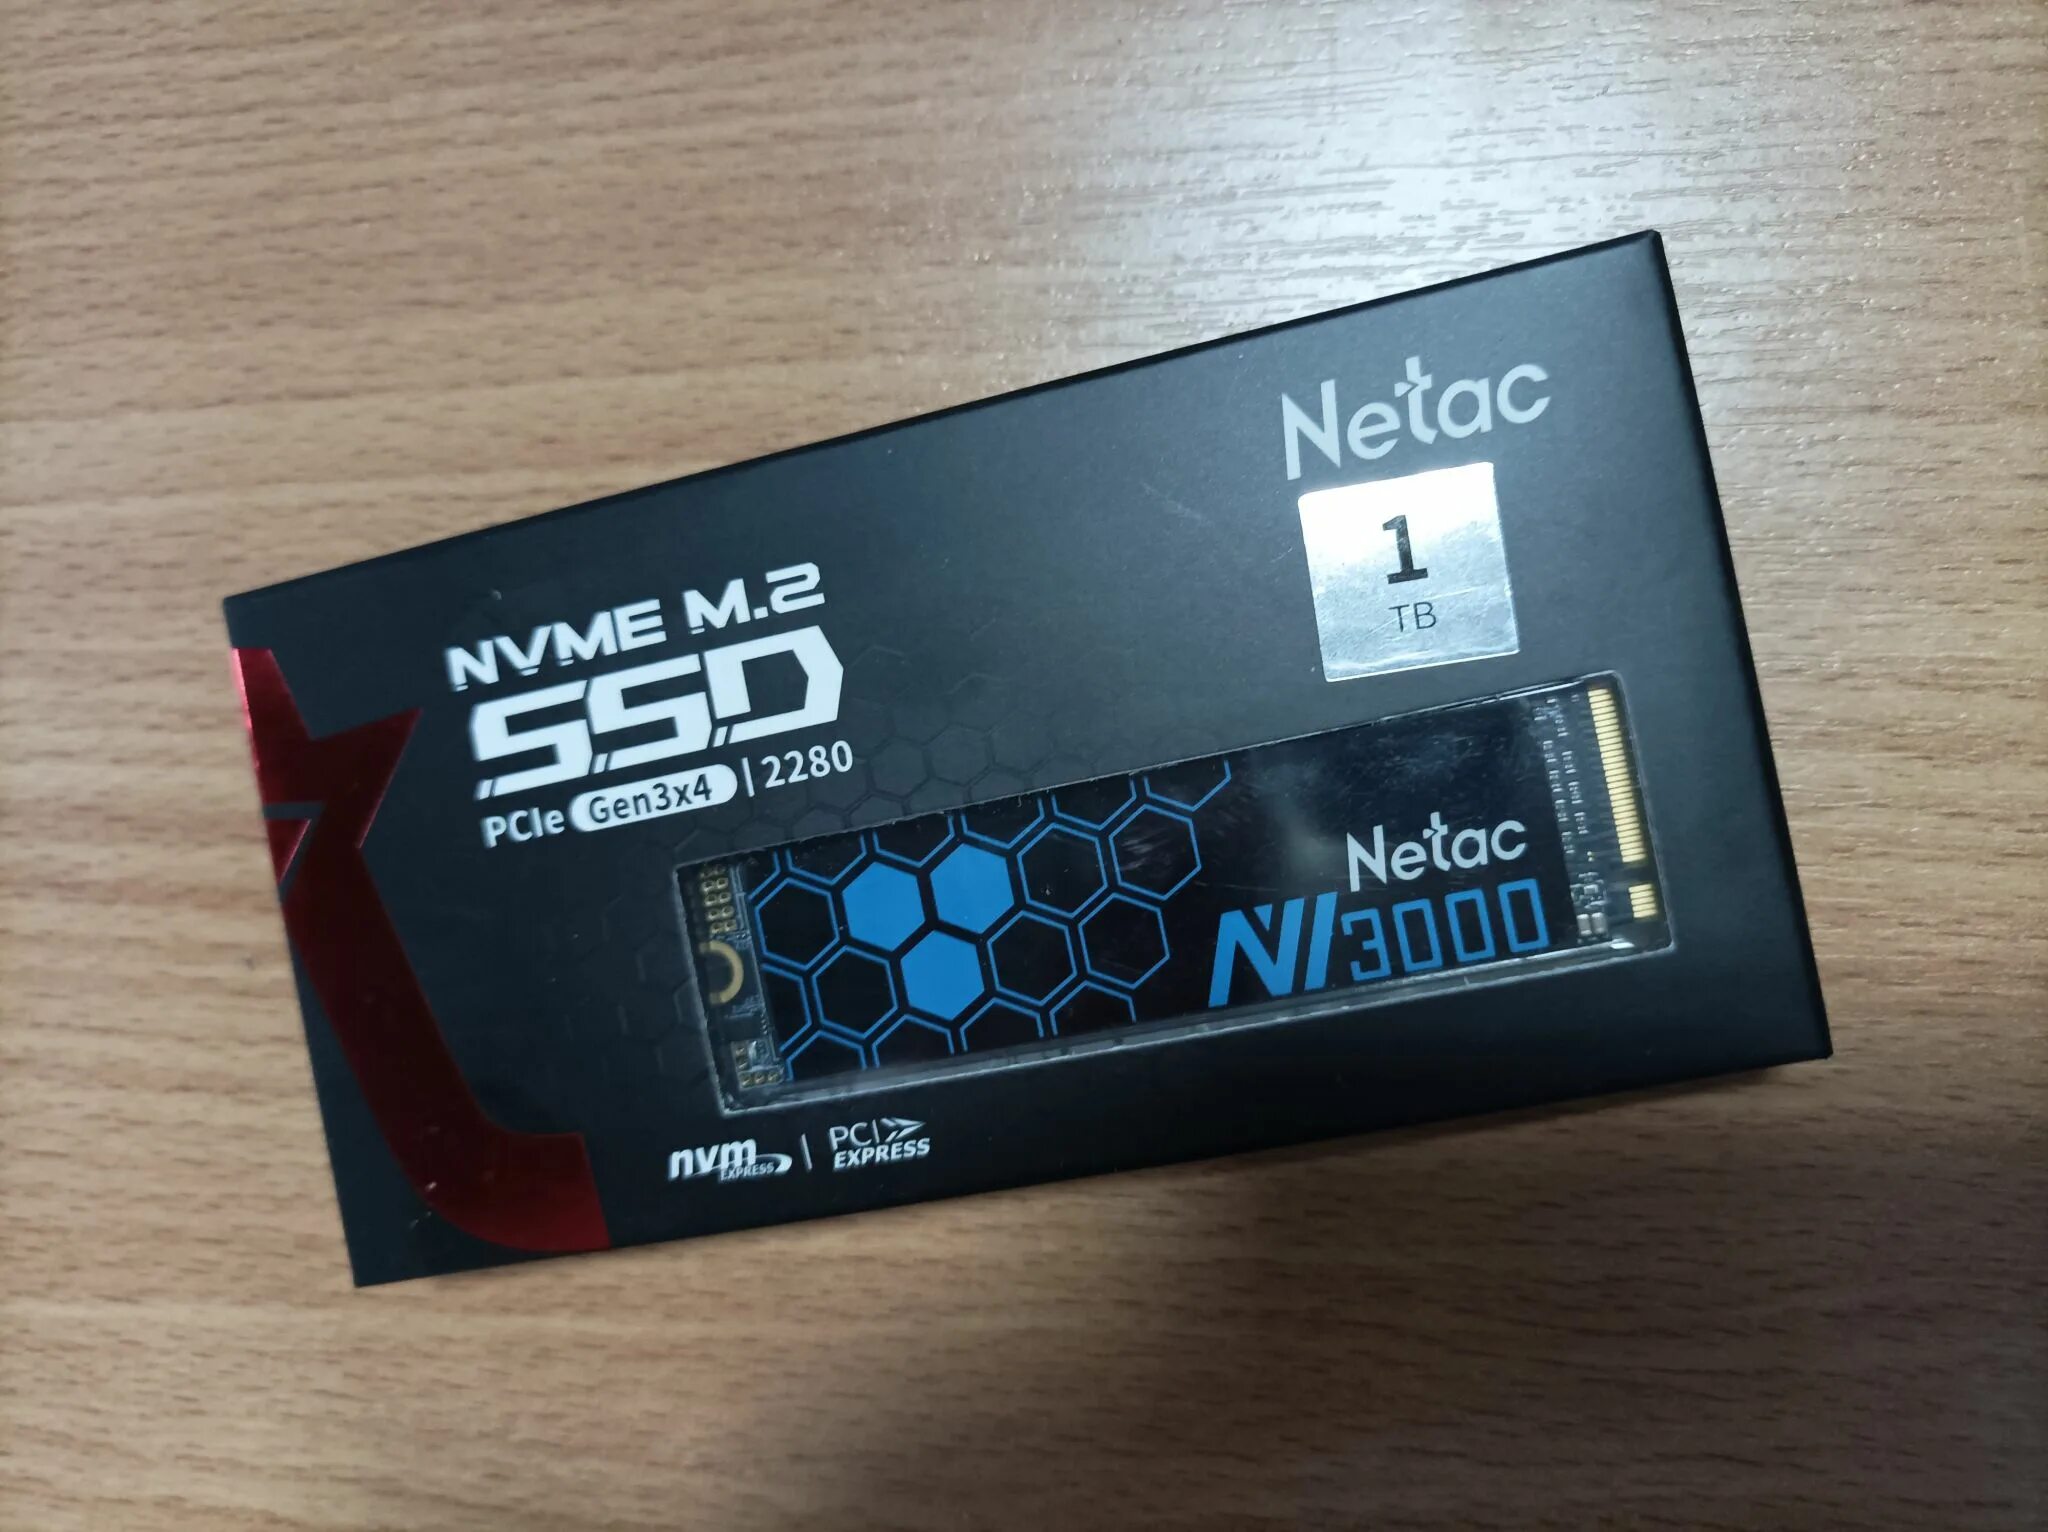 Netac
1
TB
NVME M.2
SSD
PCIe Gen3x4 | 2280
Netac
NV3000
nvm EXPRESS | PCI EXPRESS